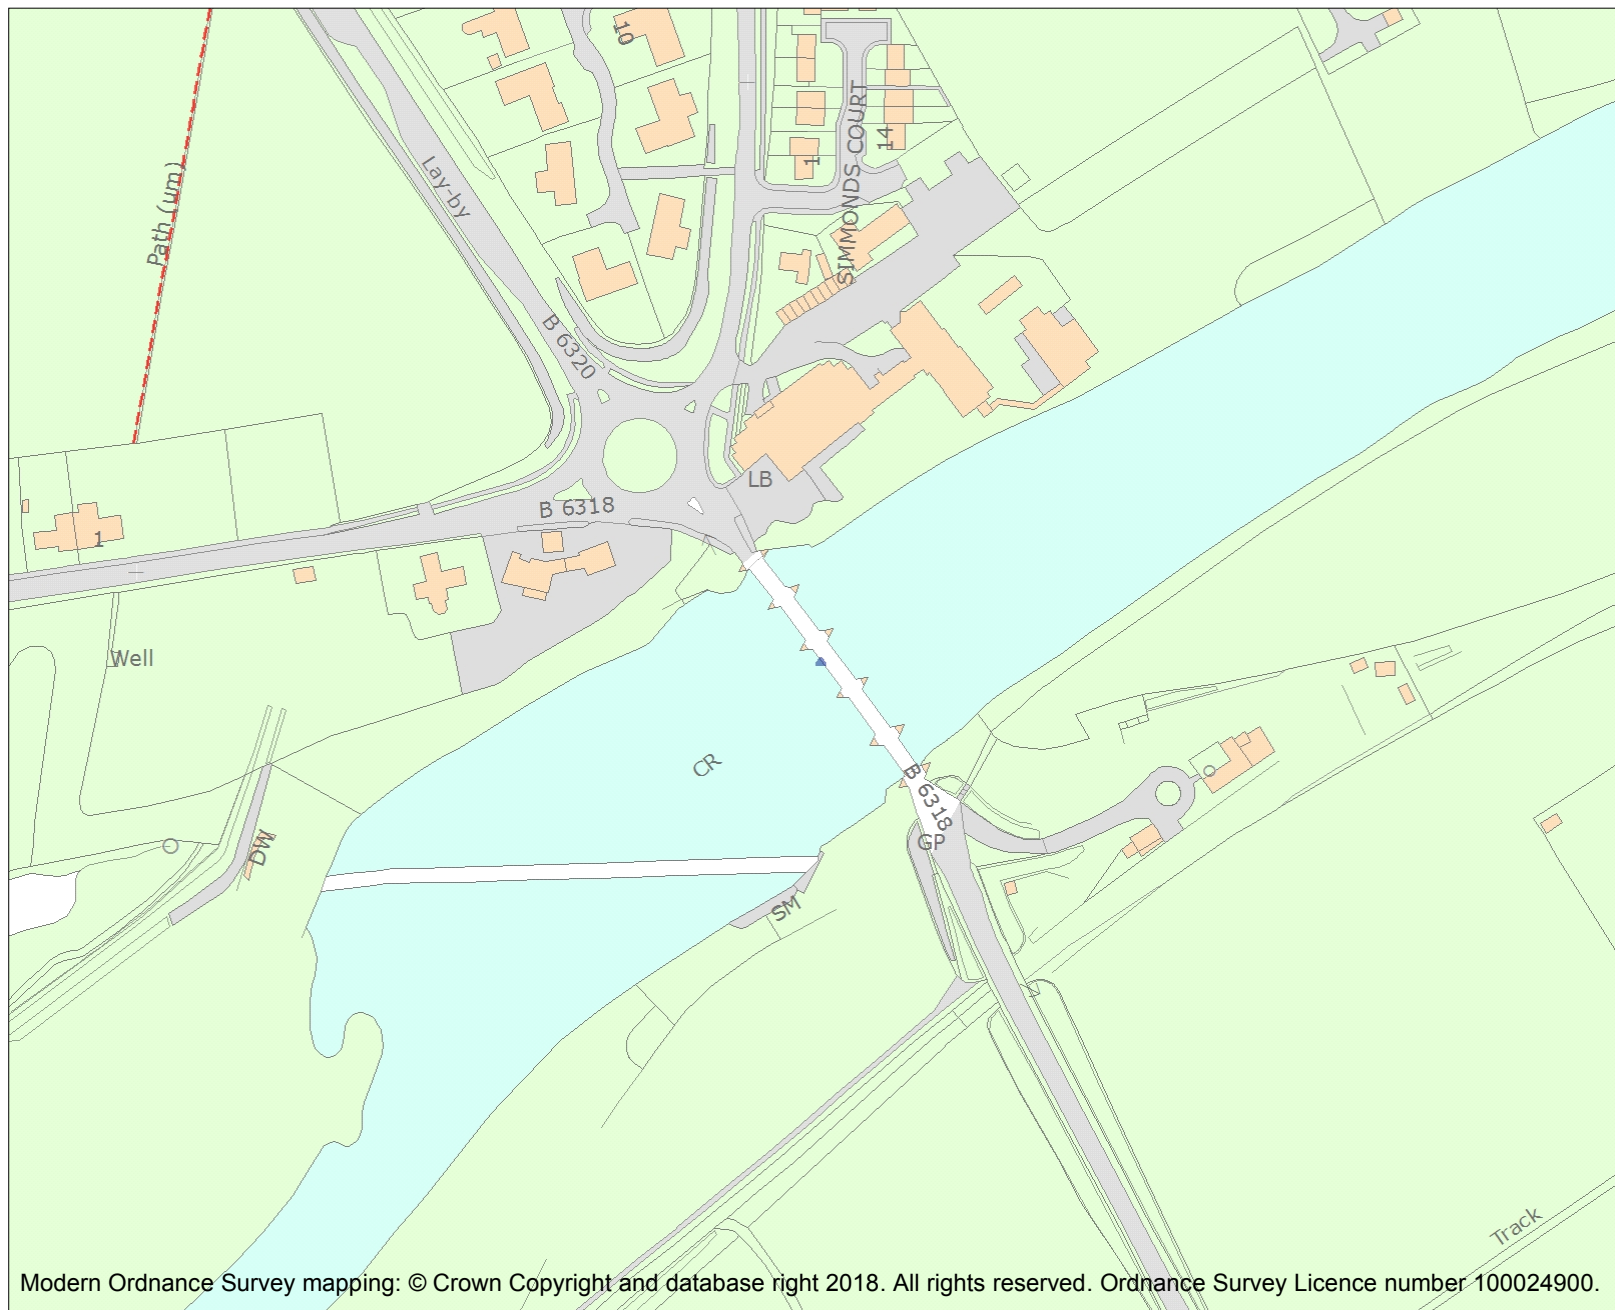 10
Path (um)
Lay-by
SIMMONDS COURT
14
1
B 6320
LB
B 6318
1
Well
CR
B 6318
GP
DW
SM
Track
Modern Ordnance Survey mapping: © Crown Copyright and database right 2018. All rights reserved. Ordnance Survey Licence number 100024900.